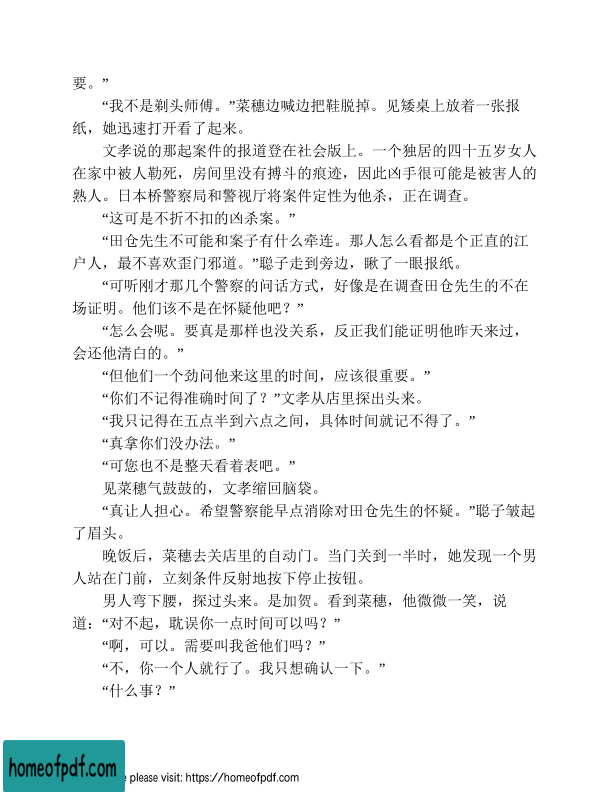 要。”
“我不是剃头师傅。”菜穗边喊边把鞋脱掉。见矮桌上放着一张报
纸，她迅速打开看了起来。
文孝说的那起案件的报道登在社会版上。一个独居的四十五岁女人
在家中被人勒死，房间里没有搏斗的痕迹，因此凶手很可能是被害人的
熟人。日本桥警察局和警视厅将案件定性为他杀，正在调查。
“这可是不折不扣的凶杀案。”
“田仓先生不可能和案子有什么牵连。那人怎么看都是个正直的江
户人，最不喜欢歪门邪道。”聪子走到旁边，瞅了一眼报纸。
“可听刚才那几个警察的问话方式，好像是在调查田仓先生的不在
场证明。他们该不是在怀疑他吧？”
“怎么会呢。要真是那样也没关系，反正我们能证明他昨天来过，
会还他清白的。”
“但他们一个劲问他来这里的时间，应该很重要。”
“你们不记得准确时间了？”文孝从店里探出头来。
“我只记得在五点半到六点之间，具体时间就记不得了。”
“真拿你们没办法。”
“可您也不是整天看着表吧。”
见菜穗气鼓鼓的，文孝缩回脑袋。
“真让人担心。希望警察能早点消除对田仓先生的怀疑。”聪子皱起
了眉头。
晚饭后，菜穗去关店里的自动门。当门关到一半时，她发现一个男
人站在门前，立刻条件反射地按下停止按钮。
男人弯下腰，探过头来。是加贺。看到菜穗，他微微一笑，说
道：“对不起，耽误你一点时间可以吗？”
“啊，可以。需要叫我爸他们吗？”
“不，你一个人就行了。我只想确认一下。”
“什么事？”
homeofpdf.com
e please visit: https://homeofpdf.com